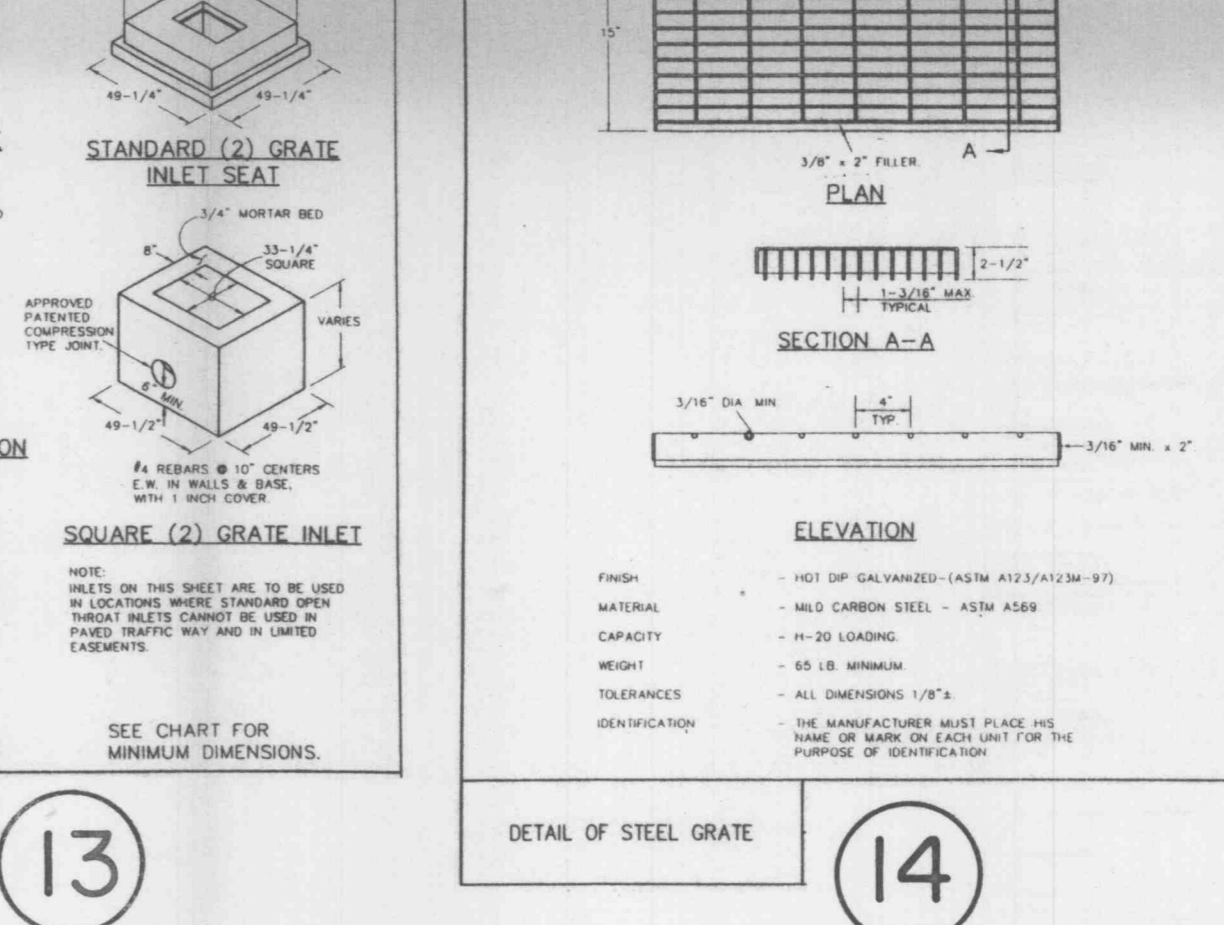 49-1/4"
49-1/4"
STANDARD (2) GRATE
INLET SEAT
3/4" MORTAR BED
8"
33-1/4"
SQUARE
APPROVED
PATENTED
COMPRESSION
TYPE JOINT.
VARIES
6"
MIN.
49-1/2"
49-1/2"
ON
#4 REBARS @ 10" CENTERS
E.W. IN WALLS & BASE,
WITH 1 INCH COVER.
SQUARE (2) GRATE INLET
NOTE:
INLETS ON THIS SHEET ARE TO BE USED
IN LOCATIONS WHERE STANDARD OPEN
THROAT INLETS CANNOT BE USED IN
PAVED TRAFFIC WAY AND IN LIMITED
EASEMENTS.
SEE CHART FOR
MINIMUM DIMENSIONS.
13
15"
3/8" x 2" FILLER.
A
PLAN
2-1/2"
1-3/16" MAX.
TYPICAL
SECTION A-A
3/16" DIA. MIN.
4"
TYP.
3/16" MIN. x 2"
ELEVATION
FINISH - HOT DIP GALVANIZED-(ASTM A123/A123M-97)
MATERIAL - MILD CARBON STEEL - ASTM A569
CAPACITY - H-20 LOADING.
WEIGHT - 65 LB. MINIMUM.
TOLERANCES - ALL DIMENSIONS 1/8"±.
IDENTIFICATION - THE MANUFACTURER MUST PLACE HIS
NAME OR MARK ON EACH UNIT FOR THE
PURPOSE OF IDENTIFICATION
DETAIL OF STEEL GRATE
14